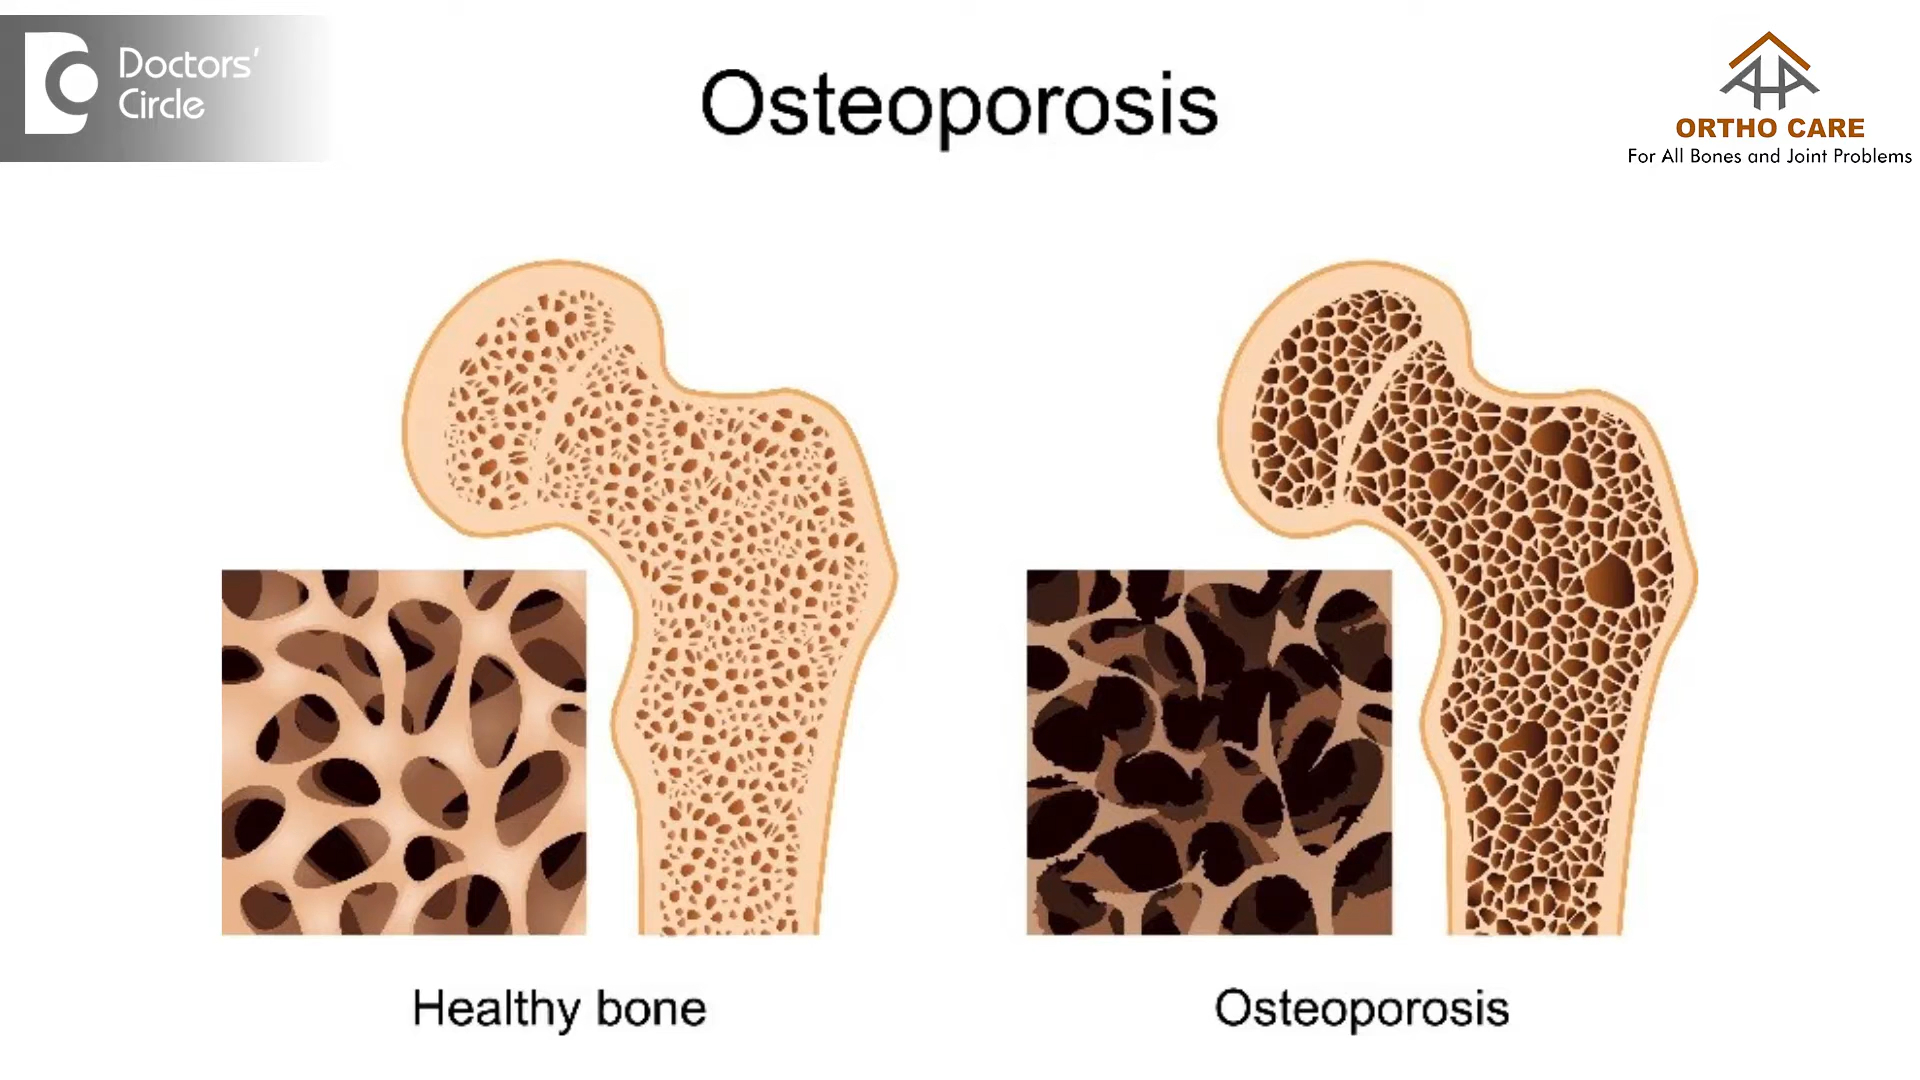 Doctors'
Circle
Osteoporosis
ORTHO CARE
For All Bones and Joint Problems
Healthy bone
Osteoporosis